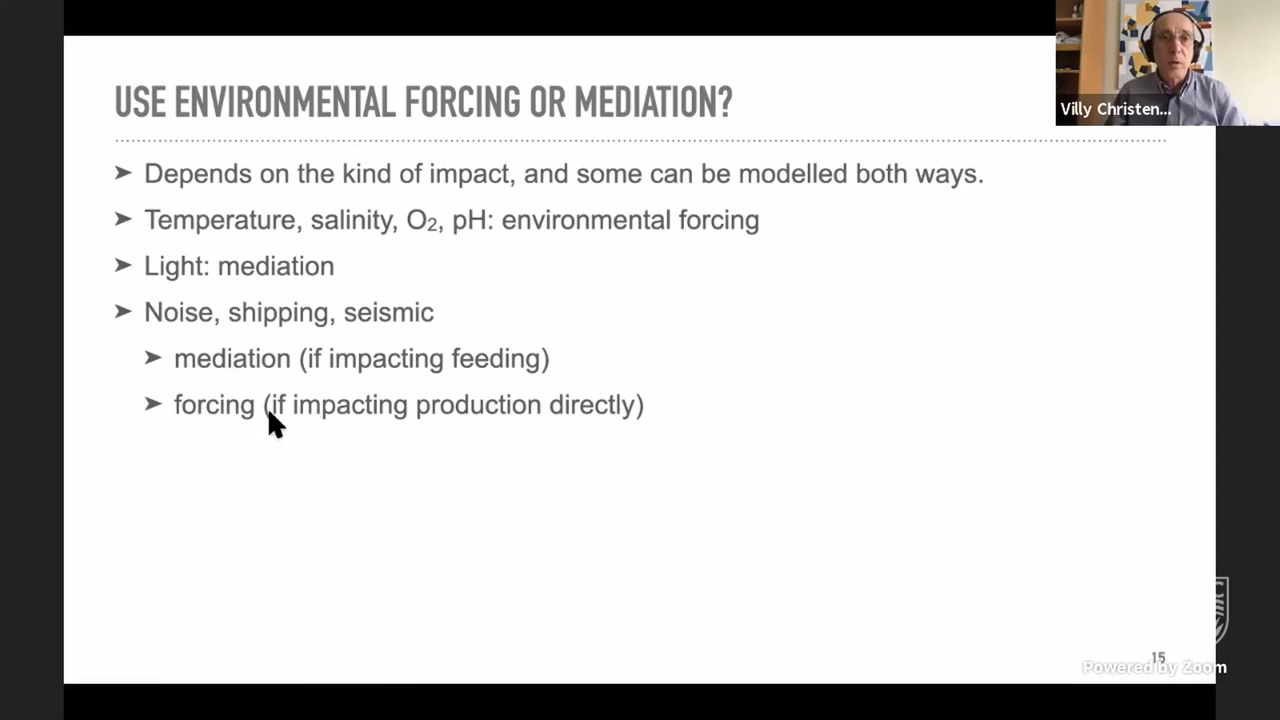 USE ENVIRONMENTAL FORCING OR MEDIATION?
Villy Christen...
➤ Depends on the kind of impact, and some can be modelled both ways.
➤ Temperature, salinity, O₂, pH: environmental forcing
➤ Light: mediation
➤ Noise, shipping, seismic
➤ mediation (if impacting feeding)
➤ forcing (if impacting production directly)
15
Powered by Zoom